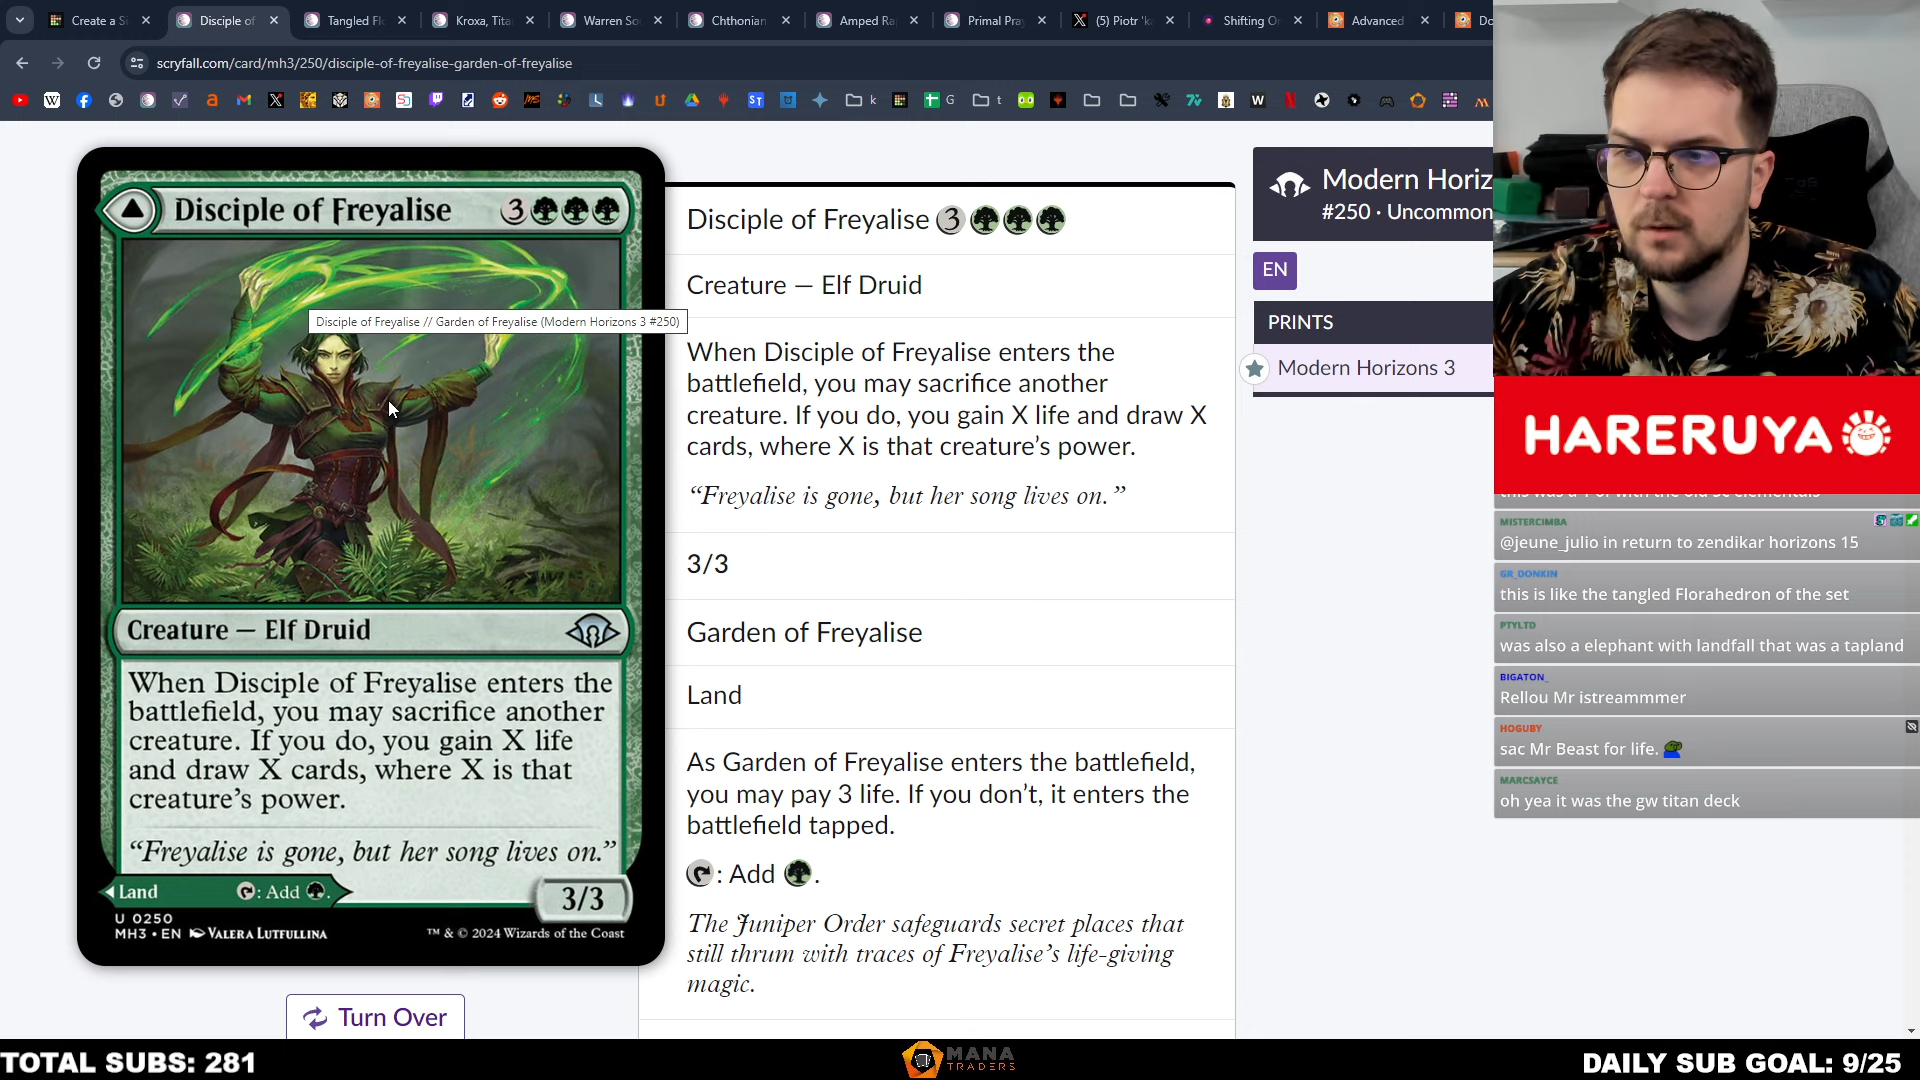 Create a Si
Disciple of
Tangled Fl
Kroxa, Tita
Warren So
Chthonian
Amped Ra
Primal Pra
(5) Piotr 'k
Shifting O
Advanced
Do
scryfall.com/card/mh3/250/disciple-of-freyalise-garden-of-freyalise
k
G
t
Disciple of Freyalise 3
Disciple of Freyalise // Garden of Freyalise (Modern Horizons 3 #250)
Creature — Elf Druid
When Disciple of Freyalise enters the
battlefield, you may sacrifice another
creature. If you do, you gain X life
and draw X cards, where X is that
creature's power.
“Freyalise is gone, but her song lives on.”
Land : Add .
3/3
U 0250
MH3 • EN VALERA LUTFULLINA
™ & © 2024 Wizards of the Coast
Turn Over
Disciple of Freyalise 3
Creature — Elf Druid
When Disciple of Freyalise enters the
battlefield, you may sacrifice another
creature. If you do, you gain X life and draw X
cards, where X is that creature’s power.
“Freyalise is gone, but her song lives on.”
3/3
Garden of Freyalise
Land
As Garden of Freyalise enters the battlefield,
you may pay 3 life. If you don’t, it enters the
battlefield tapped.
: Add .
The Juniper Order safeguards secret places that
still thrum with traces of Freyalise’s life-giving
magic.
Modern Horiz
#250 · Uncommon
EN
PRINTS
Modern Horizons 3
HARERUYA
MISTERCIMBA
@jeune_julio in return to zendikar horizons 15
GR_DONKIN
this is like the tangled Florahedron of the set
PTYLTD
was also a elephant with landfall that was a tapland
BIGATON_
Rellou Mr istreammmer
HOGUBY
sac Mr Beast for life.
MARCSAYCE
oh yea it was the gw titan deck
TOTAL SUBS: 281
MANA
TRADERS
DAILY SUB GOAL: 9/25